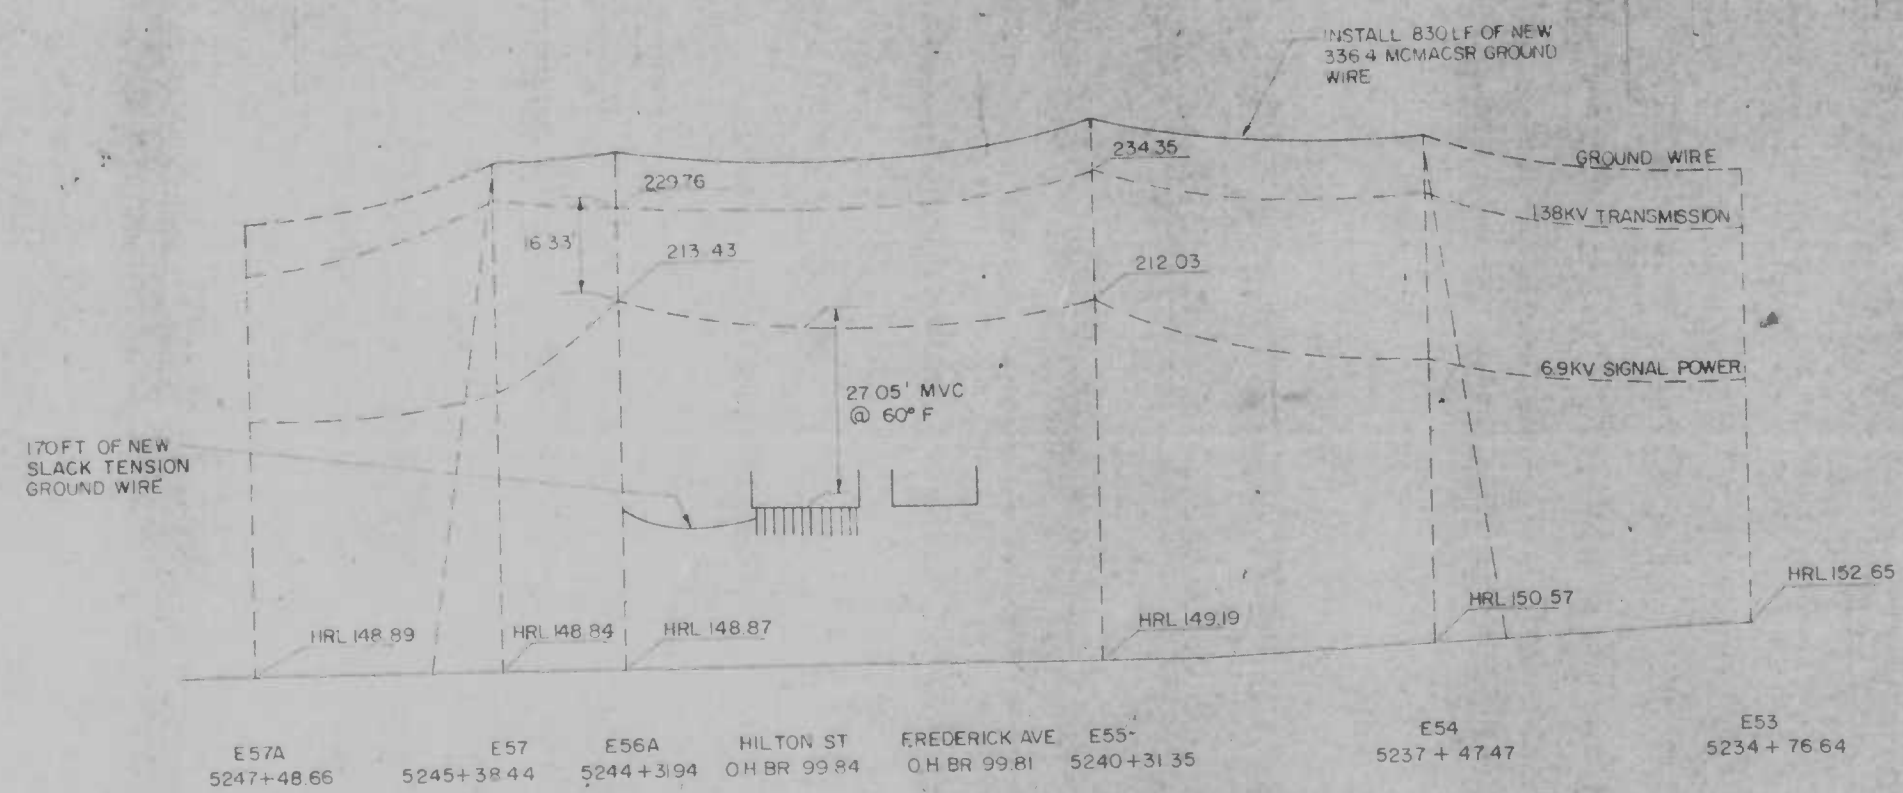 INSTALL 830 LF OF NEW
336 4 MCMACSR GROUND
WIRE
234.35
GROUND WIRE
229 76
138KV TRANSMISSION
16 33'
213.43
212 03
6.9KV SIGNAL POWER
27 05' MVC
@ 60° F
170FT OF NEW
SLACK TENSION
GROUND WIRE
HRL 148.89
HRL 148 84
HRL 148.87
HRL 149.19
HRL 150.57
HRL 152 65
E57A
5247+48.66
E57
5245+38.44
E56A
5244+31.94
HILTON ST
O H BR 99.84
FREDERICK AVE
O H BR 99.81
E55
5240+31.35
E54
5237 + 47.47
E53
5234 + 76.64